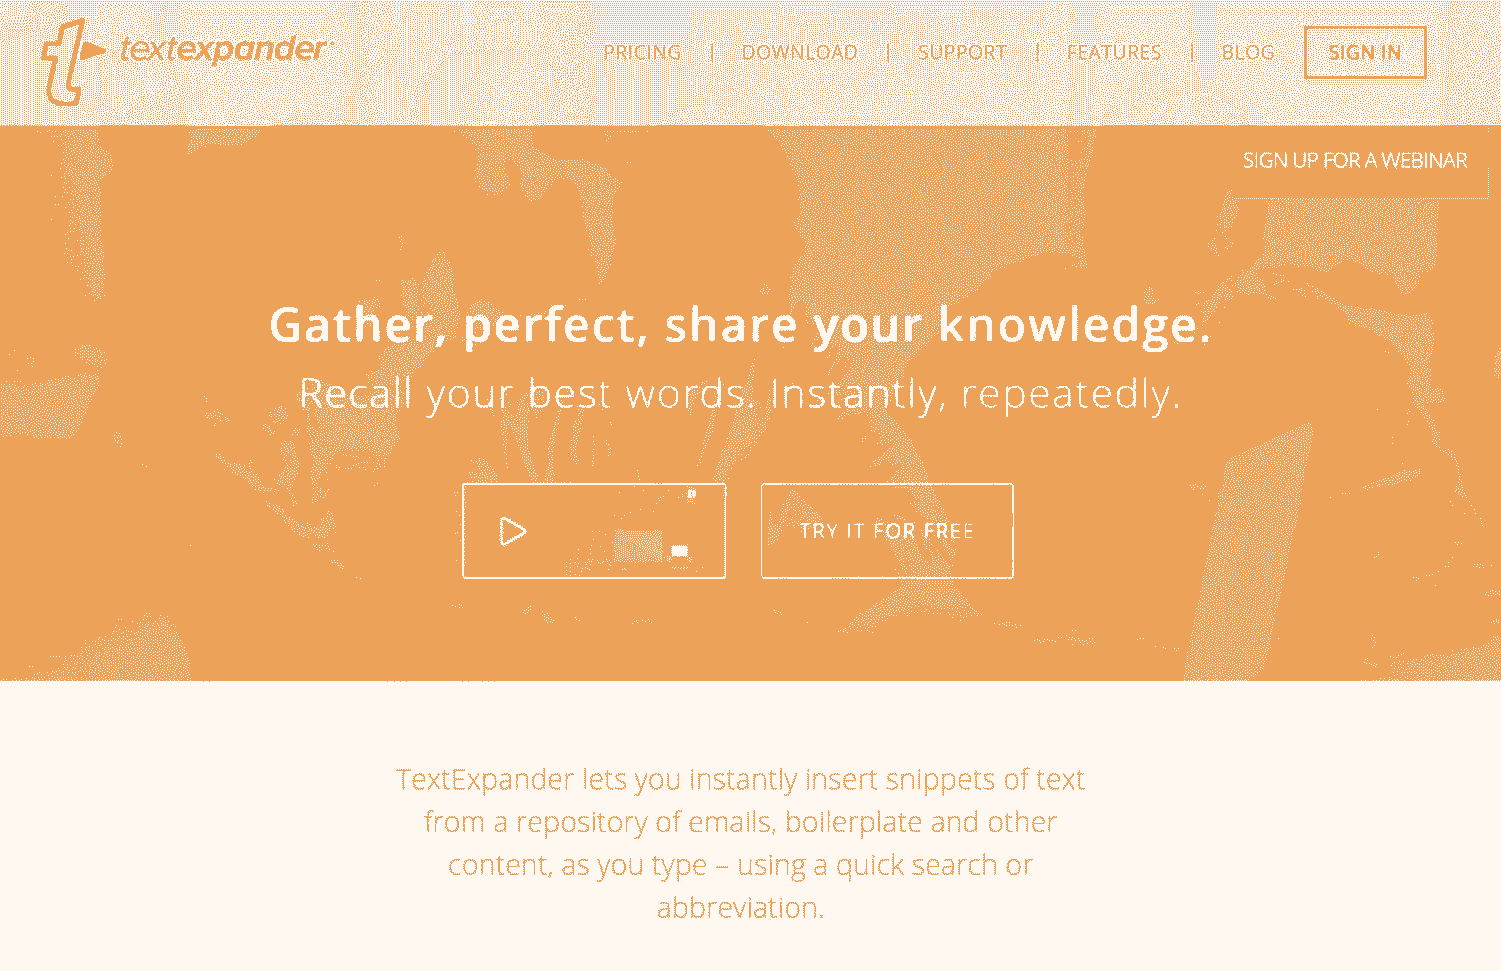 textexpander
PRICING | DOWNLOAD | SUPPORT | FEATURES | BLOG SIGN IN
SIGN UP FOR A WEBINAR
Gather, perfect, share your knowledge.
Recall your best words. Instantly, repeatedly.
TRY IT FOR FREE
TextExpander lets you instantly insert snippets of text
from a repository of emails, boilerplate and other
content, as you type – using a quick search or
abbreviation.